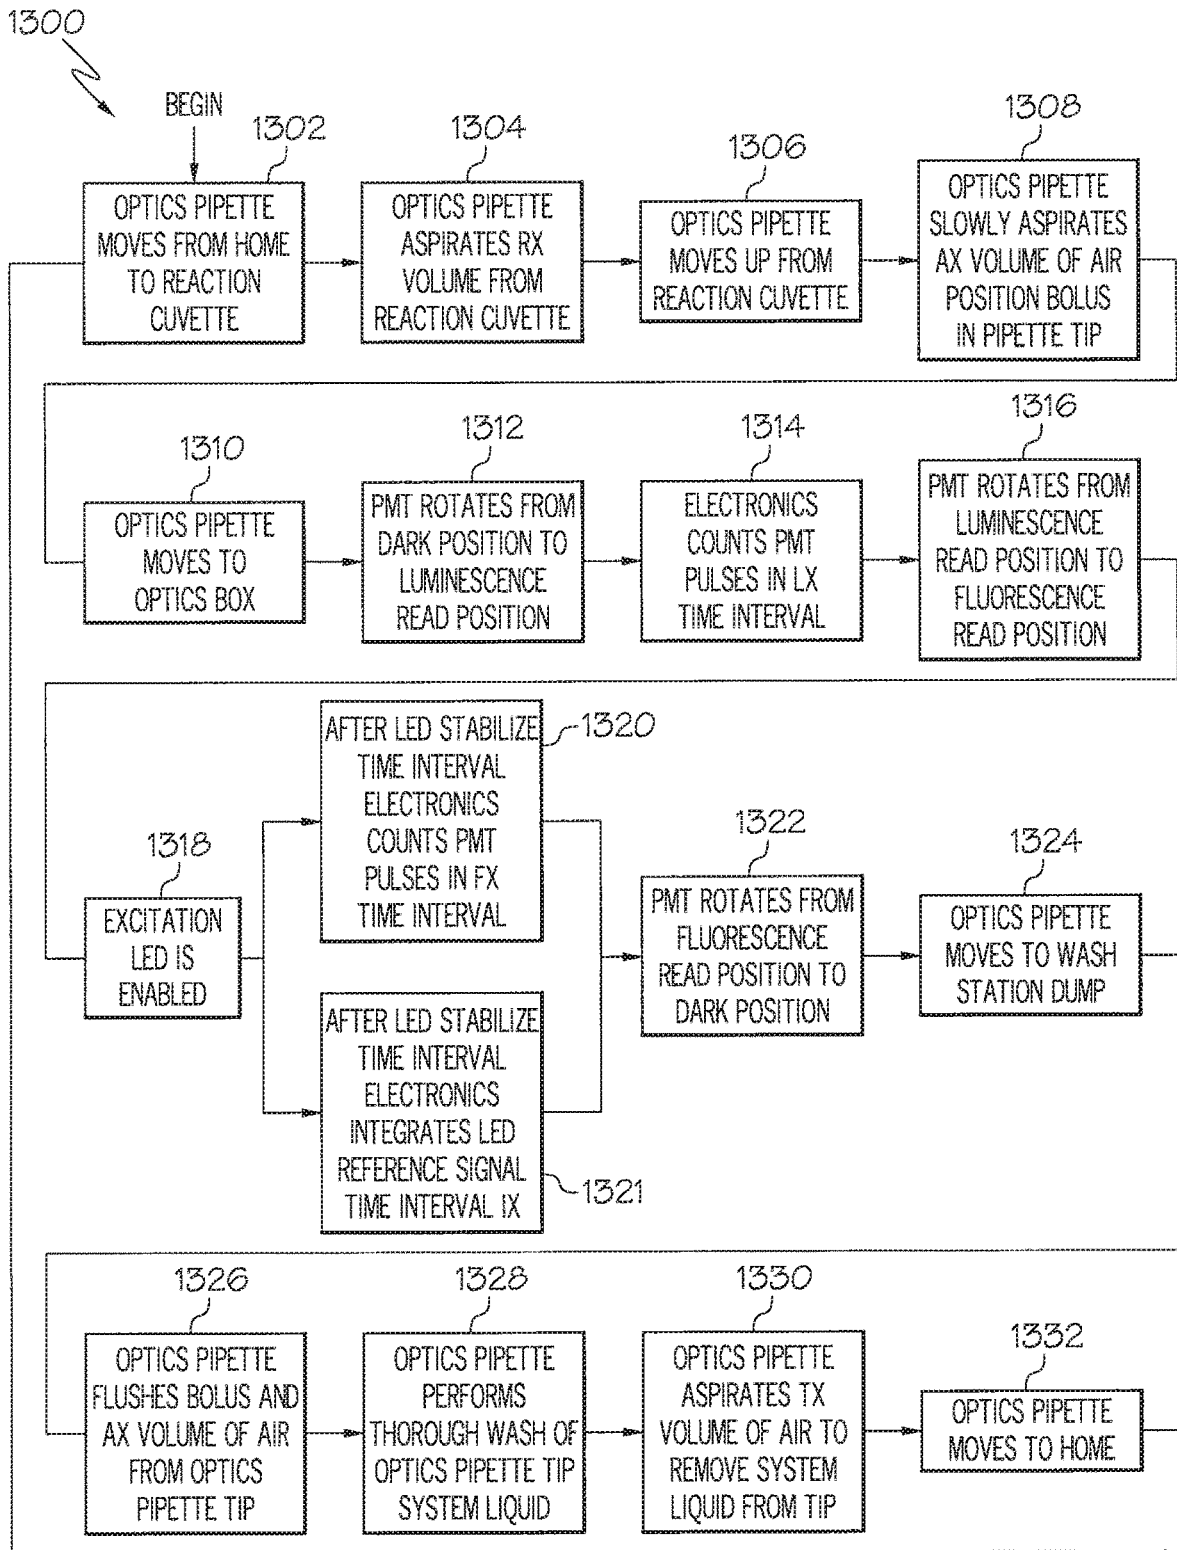 1300
BEGIN
1302
OPTICS PIPETTE
MOVES FROM HOME
TO REACTION
CUVETTE
1304
OPTICS PIPETTE
ASPIRATES RX
VOLUME FROM
REACTION CUVETTE
1306
OPTICS PIPETTE
MOVES UP FROM
REACTION CUVETTE
1308
OPTICS PIPETTE
SLOWLY ASPIRATES
AX VOLUME OF AIR
POSITION BOLUS
IN PIPETTE TIP
1310
OPTICS PIPETTE
MOVES TO
OPTICS BOX
1312
PMT ROTATES FROM
DARK POSITION TO
LUMINESCENCE
READ POSITION
1314
ELECTRONICS
COUNTS PMT
PULSES IN LX
TIME INTERVAL
1316
PMT ROTATES FROM
LUMINESCENCE
READ POSITION TO
FLUORESCENCE
READ POSITION
1318
EXCITATION
LED IS
ENABLED
1320
AFTER LED STABILIZE
TIME INTERVAL
ELECTRONICS
COUNTS PMT
PULSES IN FX
TIME INTERVAL
AFTER LED STABILIZE
TIME INTERVAL
ELECTRONICS
INTEGRATES LED
REFERENCE SIGNAL
TIME INTERVAL IX
1321
1322
PMT ROTATES FROM
FLUORESCENCE
READ POSITION TO
DARK POSITION
1324
OPTICS PIPETTE
MOVES TO WASH
STATION DUMP
1326
OPTICS PIPETTE
FLUSHES BOLUS AND
AX VOLUME OF AIR
FROM OPTICS
PIPETTE TIP
1328
OPTICS PIPETTE
PERFORMS
THOROUGH WASH OF
OPTICS PIPETTE TIP
SYSTEM LIQUID
1330
OPTICS PIPETTE
ASPIRATES TX
VOLUME OF AIR TO
REMOVE SYSTEM
LIQUID FROM TIP
1332
OPTICS PIPETTE
MOVES TO HOME